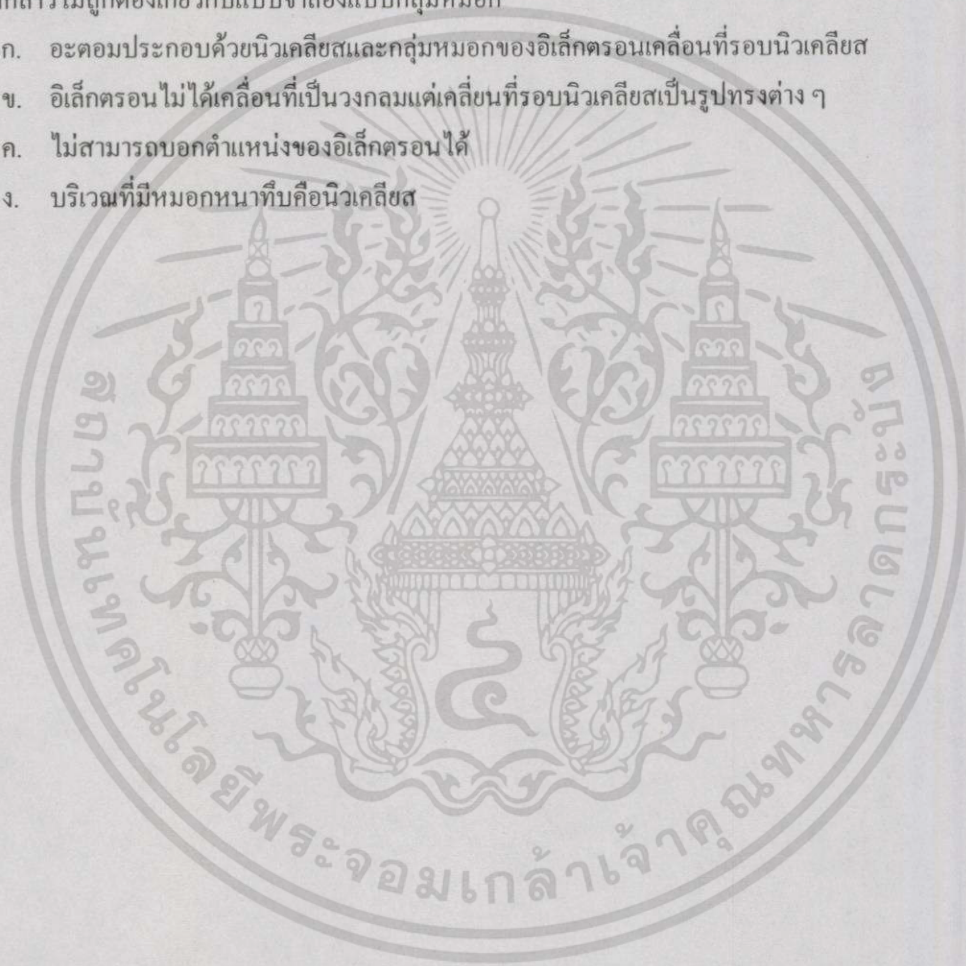 กล่าวไม่ถูกต้องเกี่ยวกับแบบจำลองแบบกลุ่มหมอก
ก. อะตอมประกอบด้วยนิวเคลียสและกลุ่มหมอกของอิเล็กตรอนเคลื่อนที่รอบนิวเคลียส
ข. อิเล็กตรอนไม่ได้เคลื่อนที่เป็นวงกลมแต่เคลี่ยนที่รอบนิวเคลียสเป็นรูปทรงต่าง ๆ
ค. ไม่สามารถบอกตำแหน่งของอิเล็กตรอนได้
ง. บริเวณที่มีหมอกหนาทึบคือนิวเคลียส
สถาบันเทคโนโลยีพระจอมเกล้าเจ้าคุณทหารลาดกระบัง
๔